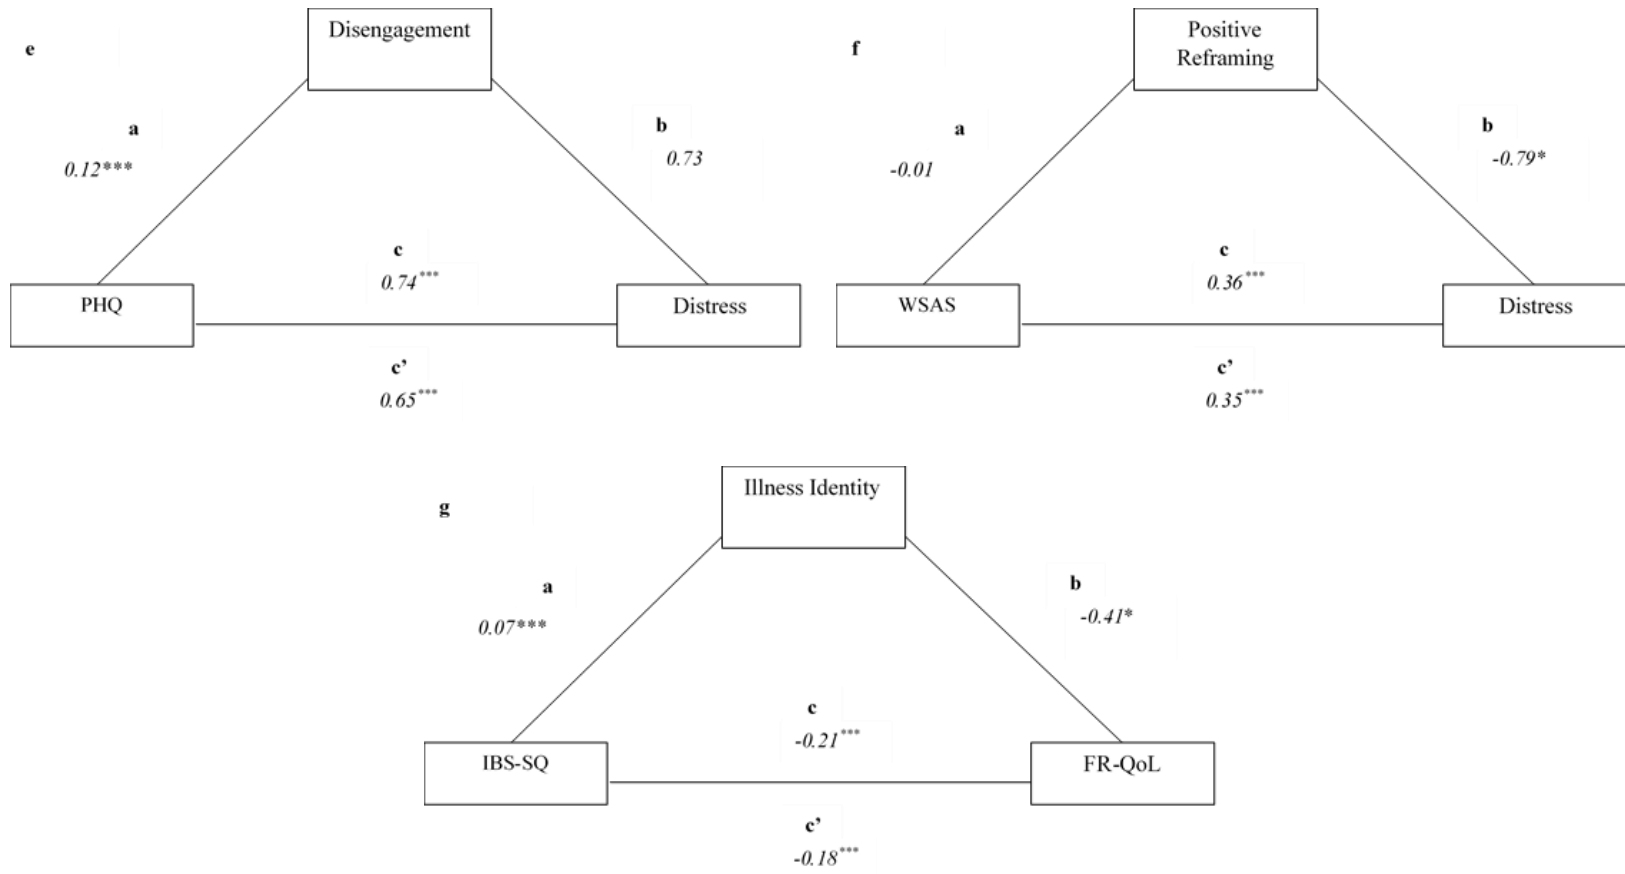 Disengagement
e
a
0.12***
b
0.73
c
0.74***
PHQ
Distress
c’
0.65***
Positive
Reframing
f
a
-0.01
b
-0.79*
c
0.36***
WSAS
Distress
c’
0.35***
Illness Identity
g
a
0.07***
b
-0.41*
c
-0.21***
IBS-SQ
FR-QoL
c’
-0.18***